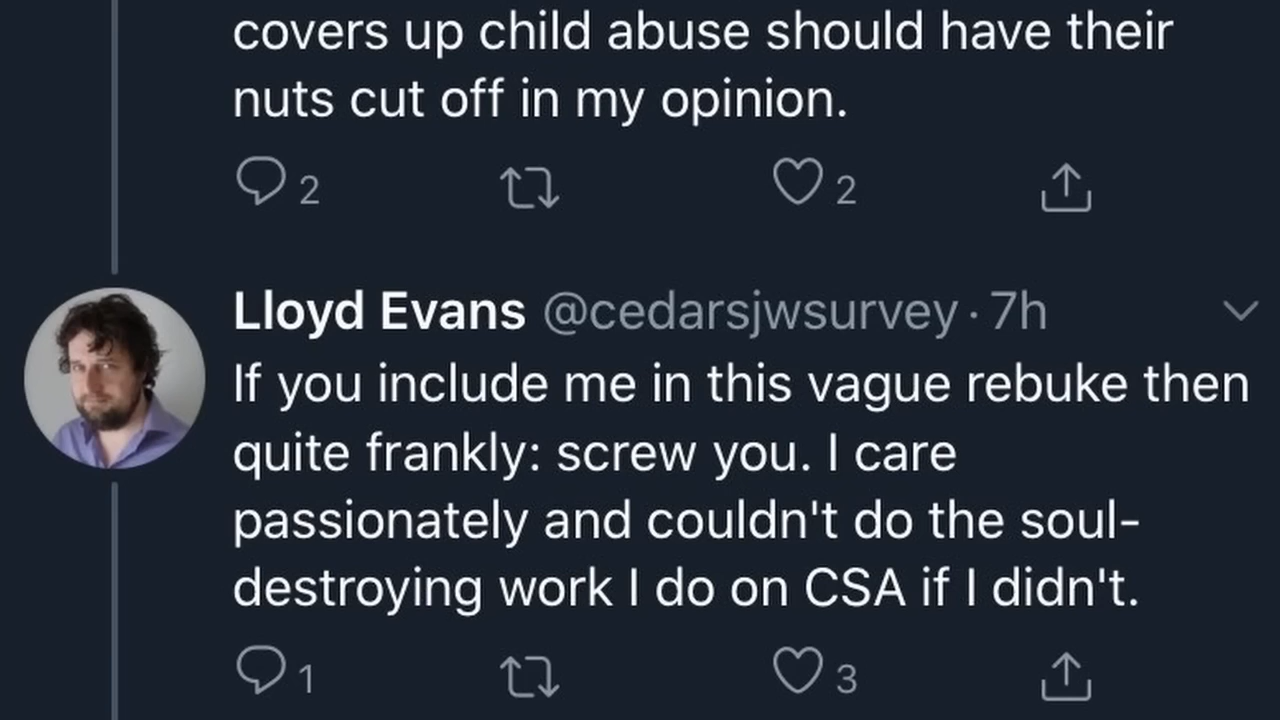 covers up child abuse should have their
nuts cut off in my opinion.
2 2
Lloyd Evans @cedarsjwsurvey · 7h
If you include me in this vague rebuke then
quite frankly: screw you. I care
passionately and couldn't do the soul-
destroying work I do on CSA if I didn't.
1 3